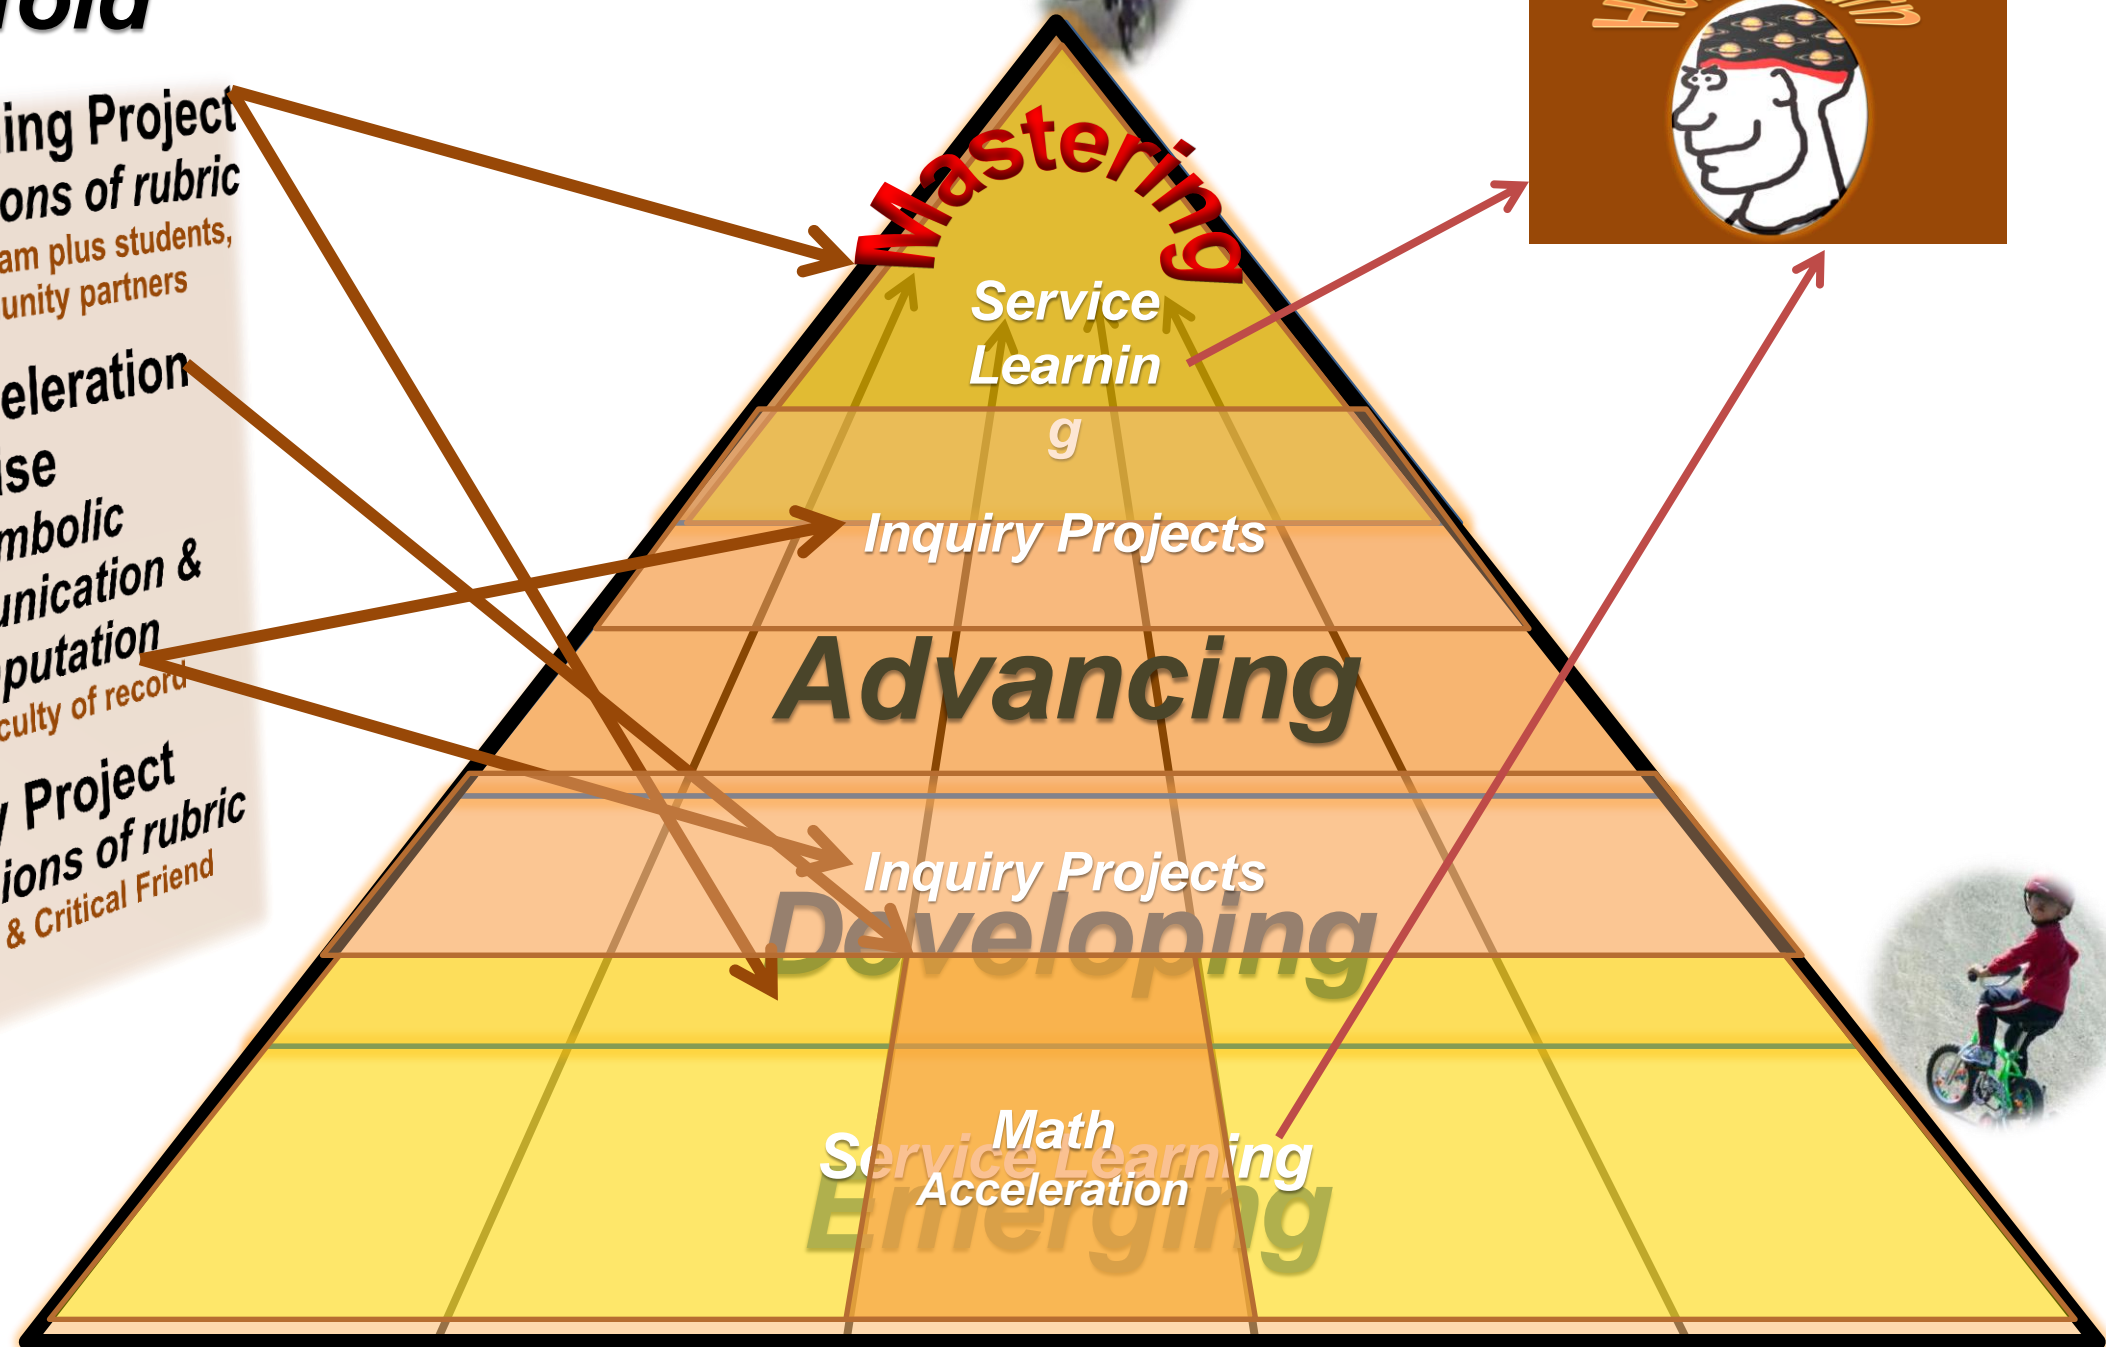 ing Project
ons of rubric
am plus students,
unity partners
eleration
ise
mbolic
unication &
putation
culty of record
y Project
ions of rubric
& Critical Friend
Mastering
Service
Learnin
g
Inquiry Projects
Advancing
Inquiry Projects
Developing
Math
Service Learning
Acceleration
Emerging